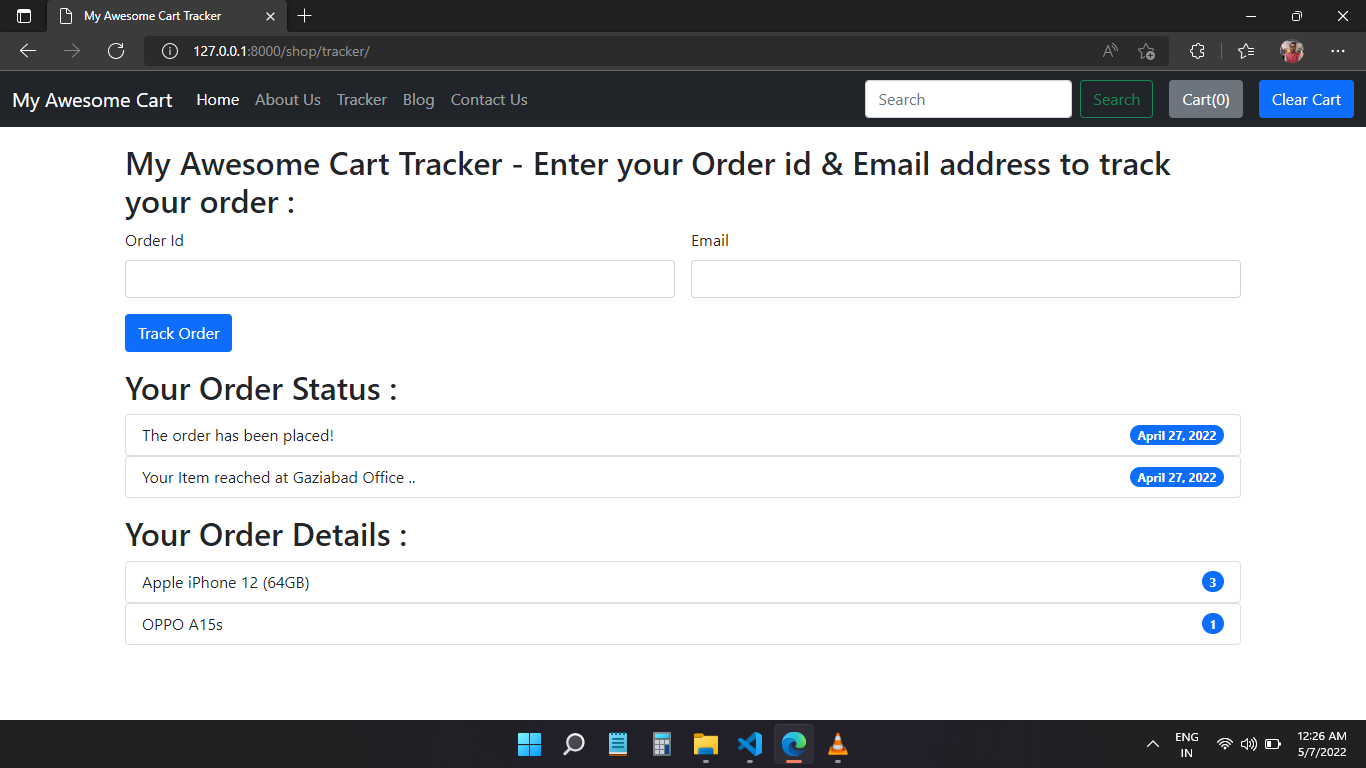 My Awesome Cart Tracker
127.0.0.1:8000/shop/tracker/
My Awesome Cart Home About Us Tracker Blog Contact Us Search Search Cart(0) Clear Cart
My Awesome Cart Tracker - Enter your Order id & Email address to track
your order :
Order Id Email
Track Order
Your Order Status :
The order has been placed! April 27, 2022
Your Item reached at Gaziabad Office .. April 27, 2022
Your Order Details :
Apple iPhone 12 (64GB) 3
OPPO A15s 1
ENG 12:26 AM
IN 5/7/2022